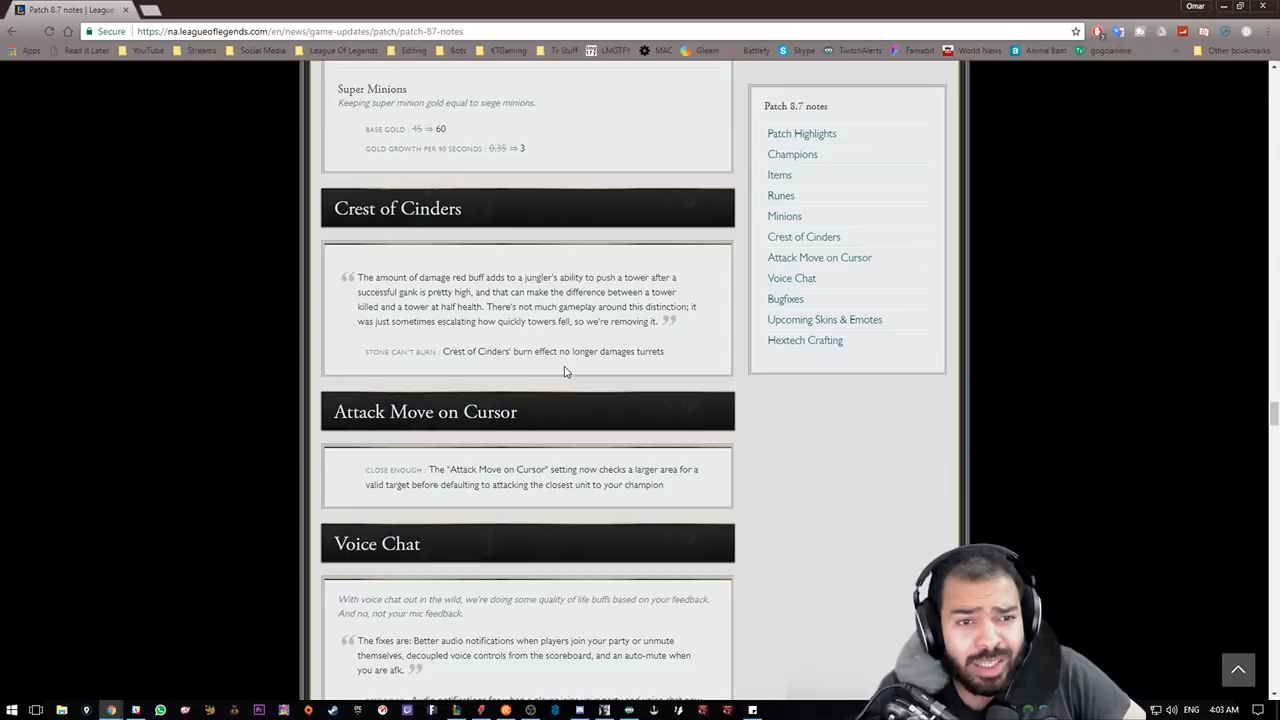 Patch 8.7 notes | League
Omar
Secure
https://na.leagueoflegends.com/en/news/game-updates/patch/patch-87-notes
Apps
Read It Later
YouTube
Streams
Social Media
League Of Legends
Editing
Bots
KTGaming
Tv Stuff
LMGTFY
MAC
Gleam
Battlefy
Skype
TwitchAlerts
Famebit
World News
Anime Bam
gogoanime
Other bookmarks
Super Minions
Keeping super minion gold equal to siege minions.
BASE GOLD : 45 ⇒ 60
GOLD GROWTH PER 90 SECONDS : 0.35 ⇒ 3
Crest of Cinders
The amount of damage red buff adds to a jungler's ability to push a tower after a
successful gank is pretty high, and that can make the difference between a tower
killed and a tower at half health. There's not much gameplay around this distinction; it
was just sometimes escalating how quickly towers fell, so we're removing it.
STONE CAN'T BURN : Crest of Cinders' burn effect no longer damages turrets
Attack Move on Cursor
CLOSE ENOUGH : The "Attack Move on Cursor" setting now checks a larger area for a
valid target before defaulting to attacking the closest unit to your champion
Voice Chat
With voice chat out in the wild, we're doing some quality of life buffs based on your feedback.
And no, not your mic feedback.
The fixes are: Better audio notifications when players join your party or unmute
themselves, decoupled voice controls from the scoreboard, and an auto-mute when
you are afk.
Audio notifications for when a player joins your party and voice chat now
Patch 8.7 notes
Patch Highlights
Champions
Items
Runes
Minions
Crest of Cinders
Attack Move on Cursor
Voice Chat
Bugfixes
Upcoming Skins & Emotes
Hextech Crafting
ENG
4:03 AM